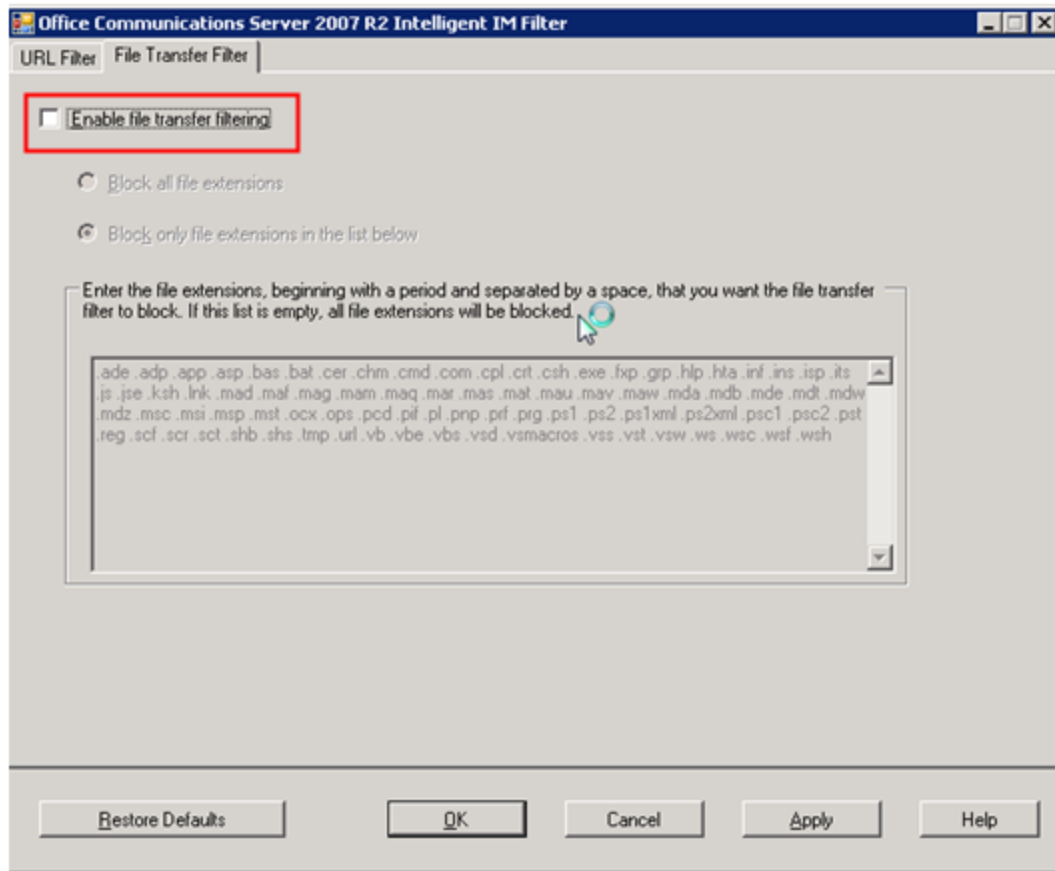 Office Communications Server 2007 R2 Intelligent IM Filter
URL Filter File Transfer Filter
Enable file transfer filtering
Block all file extensions
Block only file extensions in the list below
Enter the file extensions, beginning with a period and separated by a space, that you want the file transfer
filter to block. If this list is empty, all file extensions will be blocked.
.ade .adp .app .asp .bas .bat .cer .chm .cmd .com .cpl .crt .csh .exe .fxp .grp .hlp .hta .inf .ins .isp .its
.js .jse .ksh .lnk .mad .maf .mag .mam .maq .mar .mas .mat .mau .mav .maw .mda .mdb .mde .mdt .mdw
.mdz .msc .msi .msp .mst .ocx .ops .pcd .pif .pl .pnp .prf .prg .ps1 .ps2 .ps1xml .ps2xml .psc1 .psc2 .pst
.reg .scf .scr .sct .shb .shs .tmp .url .vb .vbe .vbs .vsd .vsmacros .vss .vst .vsw .ws .wsc .wsf .wsh
Restore Defaults OK Cancel Apply Help